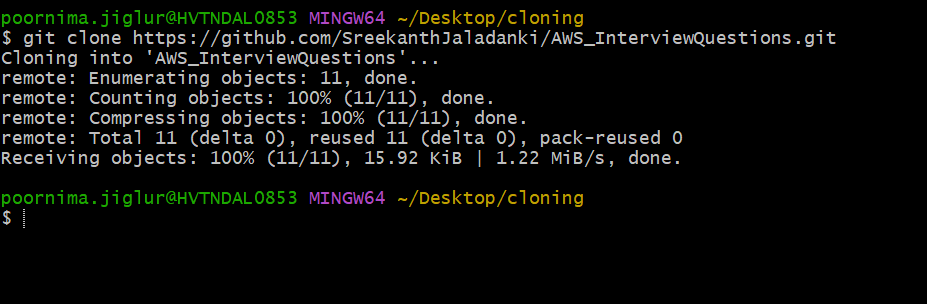 poornima.jiglur@HVTNDAL0853 MINGW64 ~/Desktop/cloning
$ git clone https://github.com/SreekanthJaladanki/AWS_InterviewQuestions.git
Cloning into 'AWS_InterviewQuestions'...
remote: Enumerating objects: 11, done.
remote: Counting objects: 100% (11/11), done.
remote: Compressing objects: 100% (11/11), done.
remote: Total 11 (delta 0), reused 11 (delta 0), pack-reused 0
Receiving objects: 100% (11/11), 15.92 KiB | 1.22 MiB/s, done.
poornima.jiglur@HVTNDAL0853 MINGW64 ~/Desktop/cloning
$